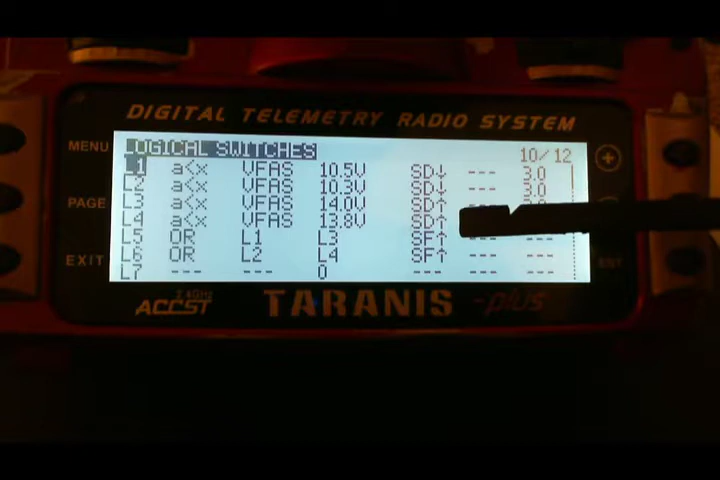 DIGITAL TELEMETRY RADIO SYSTEM
MENU
LOGICAL SWITCHES 10/12
L1 a<x VFAS 10.5V SD↓ --- 3.0
L2 a<x VFAS 10.3V SD↓ --- 3.0
PAGE
L3 a<x VFAS 14.0V SD↑
L4 a<x VFAS 13.8V SD↑
L5 OR L1 L3 SF↑ --- ---
EXIT
L6 OR L2 L4 SF↑ --- ---
L7 --- --- 0 --- --- ---
ACCST TARANIS -plus